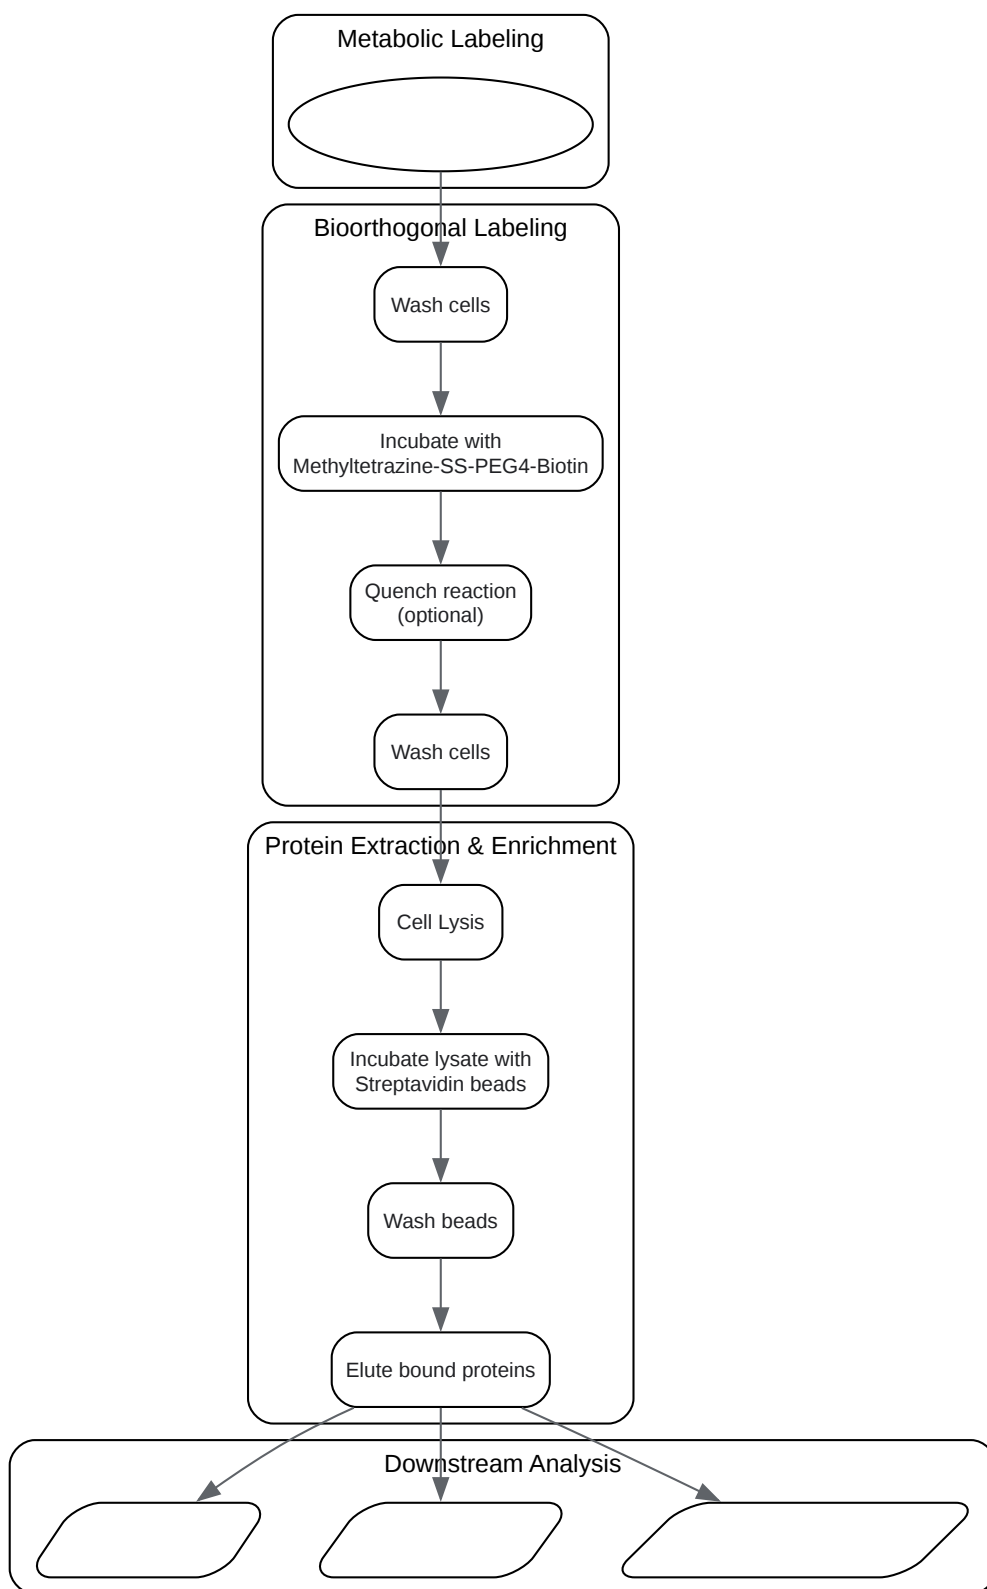 Metabolic Labeling
Bioorthogonal Labeling
Wash cells
Incubate with
Methyltetrazine-SS-PEG4-Biotin
Quench reaction
(optional)
Wash cells
Protein Extraction & Enrichment
Cell Lysis
Incubate lysate with
Streptavidin beads
Wash beads
Elute bound proteins
Downstream Analysis